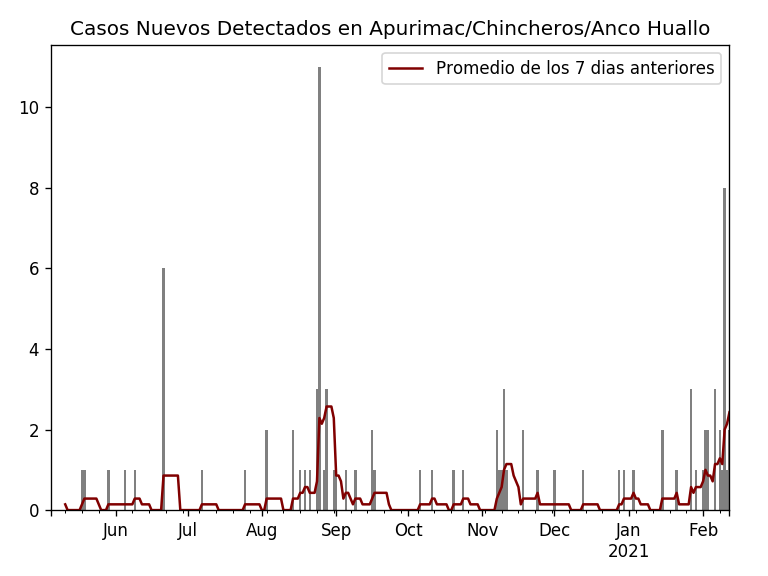 Casos Nuevos Detectados en Apurimac/Chincheros/Anco Huallo
Promedio de los 7 dias anteriores
10
8
6
4
2
0
Jun Jul Aug Sep Oct Nov Dec Jan Feb
2021